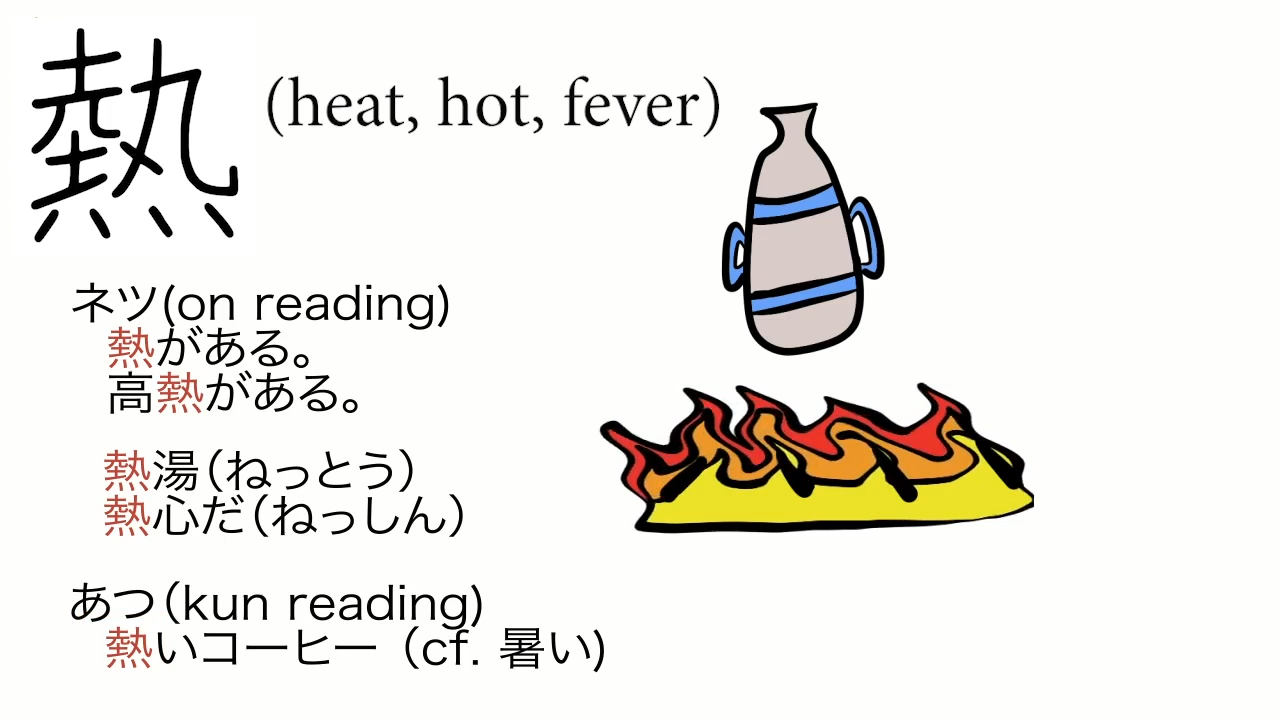 熱 (heat, hot, fever)
ネツ(on reading)
熱がある。
高熱がある。
熱湯(ねっとう)
熱心だ(ねっしん)
あつ(kun reading)
熱いコーヒー (cf. 暑い)